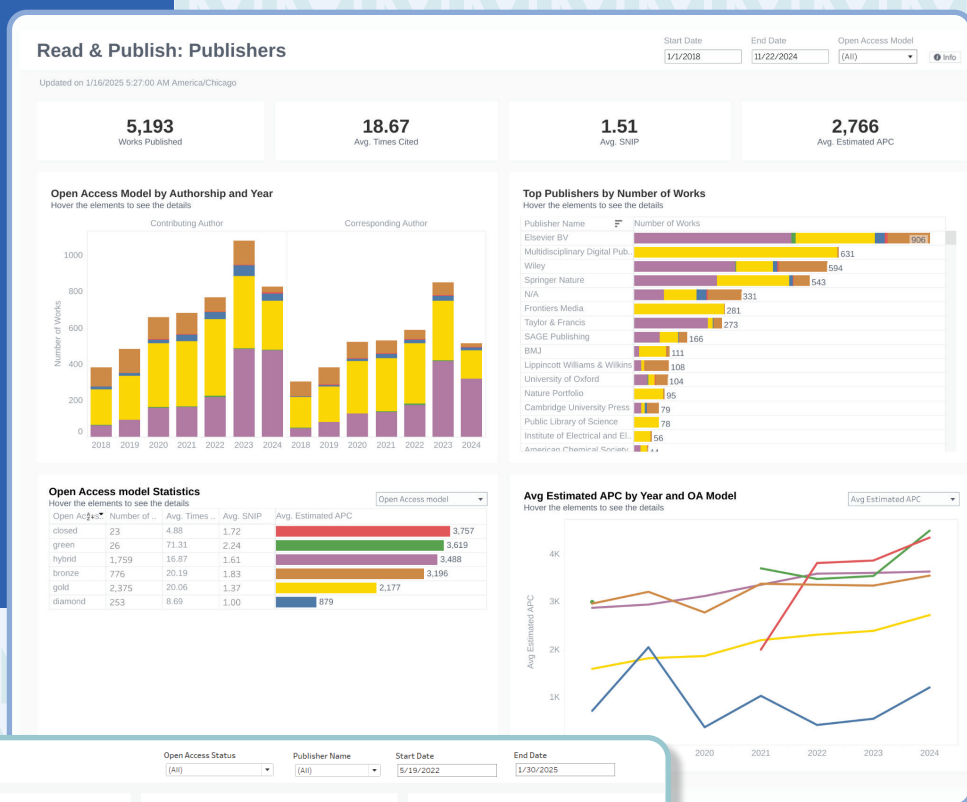 Read & Publish: Publishers
Start Date End Date Open Access Model
1/1/2018 11/22/2024 (All) Info
Updated on 1/16/2025 5:27:00 AM America/Chicago
5,193
Works Published
18.67
Avg. Times Cited
1.51
Avg. SNIP
2,766
Avg. Estimated APC
Open Access Model by Authorship and Year
Hover the elements to see the details
Contributing Author Corresponding Author
Number of Works
1000
800
600
400
200
0
2018 2019 2020 2021 2022 2023 2024 2018 2019 2020 2021 2022 2023 2024
Top Publishers by Number of Works
Hover the elements to see the details
Publisher Name Number of Works
Elsevier BV 906
Multidisciplinary Digital Pub.. 631
Wiley 594
Springer Nature 543
N/A 331
Frontiers Media 281
Taylor & Francis 273
SAGE Publishing 166
BMJ 111
Lippincott Williams & Wilkins 108
University of Oxford 104
Nature Portfolio 95
Cambridge University Press 79
Public Library of Science 78
Institute of Electrical and El.. 56
American Chemical Society 44
Open Access model Statistics
Hover the elements to see the details
Open Access model
Number of .. Avg. Times .. Avg. SNIP Avg. Estimated APC
closed 23 4.88 1.72 3,757
green 26 71.31 2.24 3,619
hybrid 1,759 16.87 1.61 3,488
bronze 776 20.19 1.83 3,196
gold 2,375 20.06 1.37 2,177
diamond 253 8.69 1.00 879
Avg Estimated APC by Year and OA Model
Hover the elements to see the details
Avg Estimated APC
Avg Estimated APC
4K
3K
2K
1K
2020 2021 2022 2023 2024
Open Access Status Publisher Name Start Date End Date
(All) (All) 5/19/2022 1/30/2025